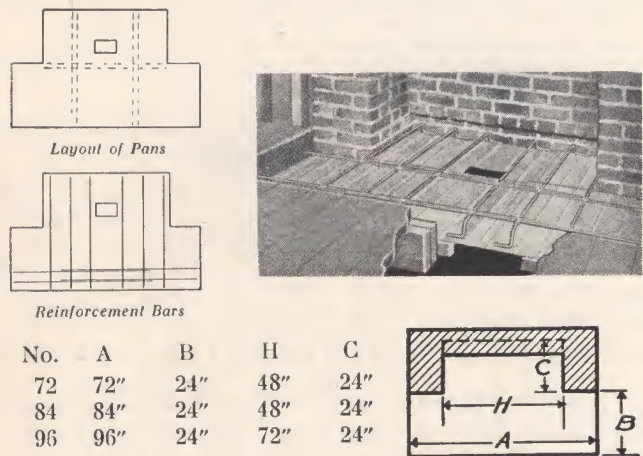 Layout of Pans
Reinforcement Bars
No. A B H C
72 72″ 24″ 48″ 24″
84 84″ 24″ 48″ 24″
96 96″ 24″ 72″ 24″
C
H
B
A